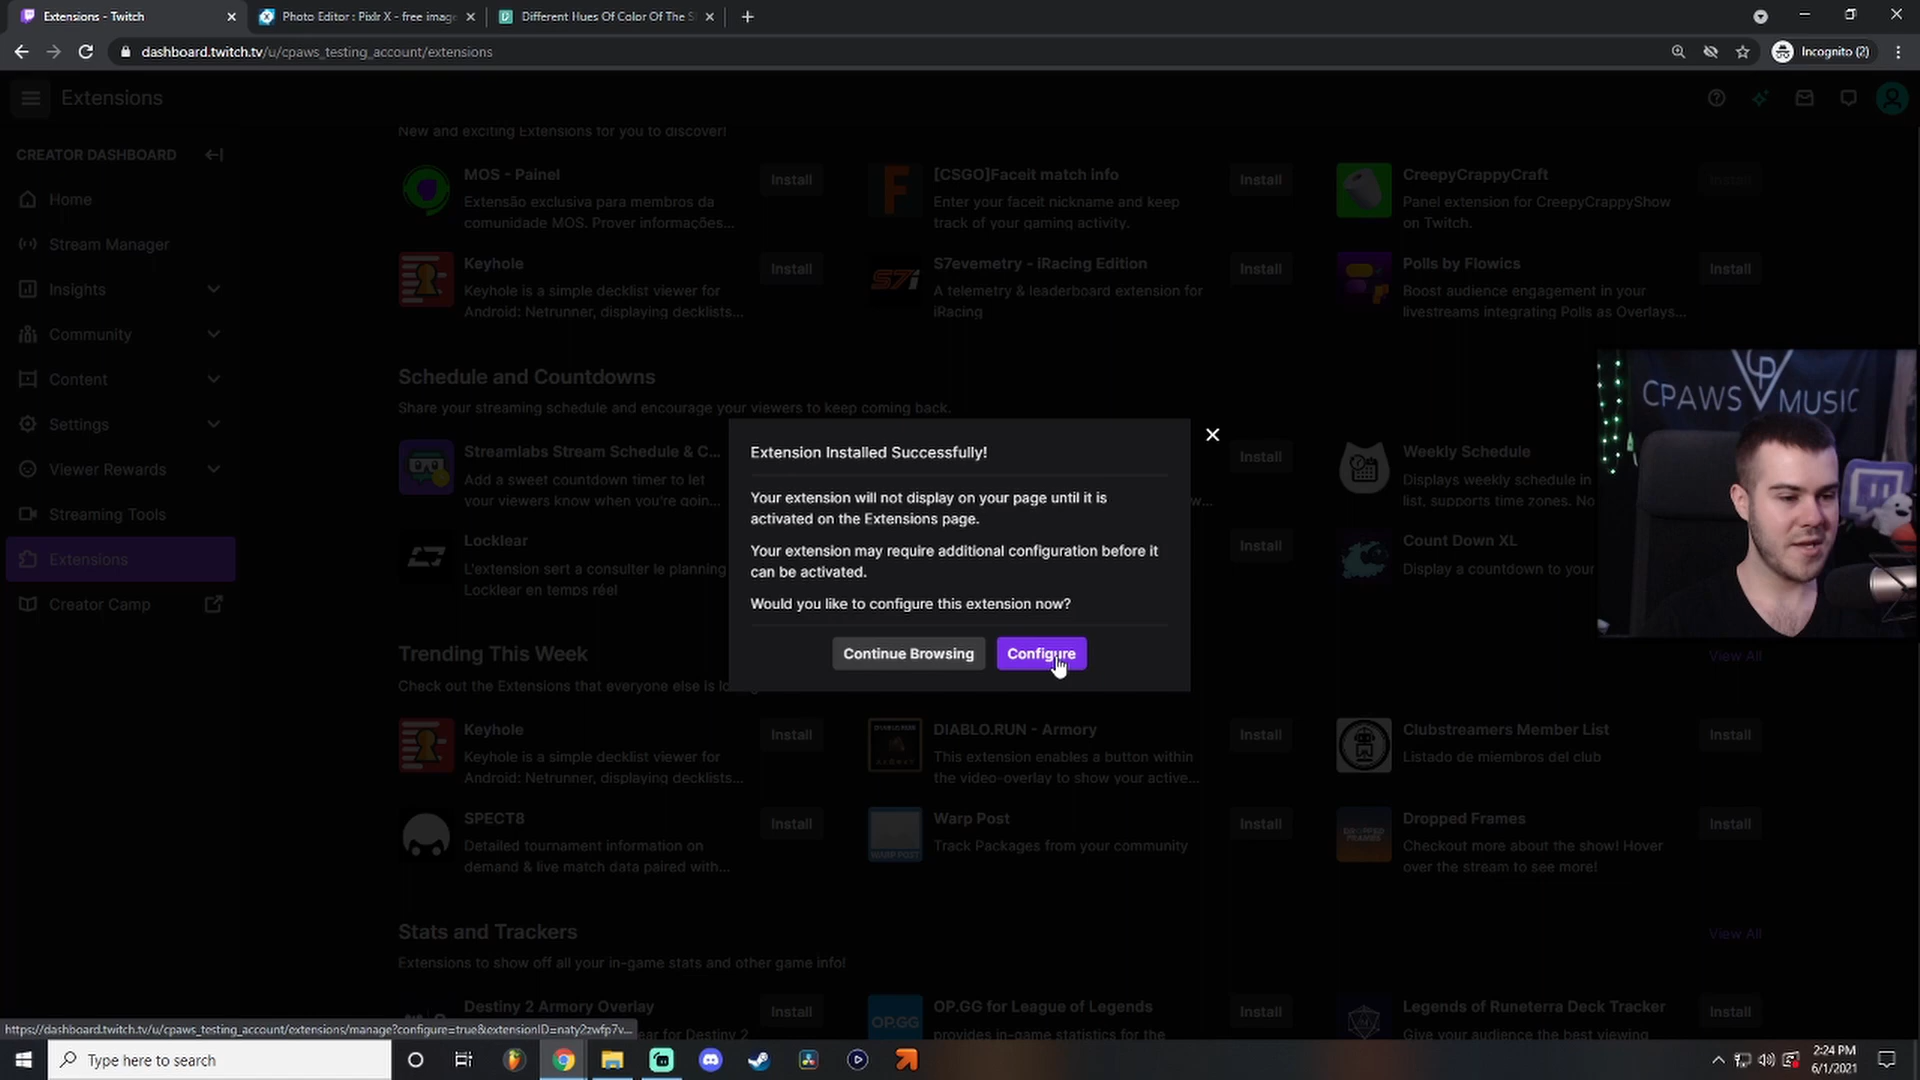 Extensions - Twitch
Photo Editor : Pixlr X - free image
Different Hues Of Color Of The S
dashboard.twitch.tv/u/cpaws_testing_account/extensions
Incognito (2)
Extensions
CREATOR DASHBOARD
Home
Stream Manager
Insights
Community
Content
Settings
Viewer Rewards
Streaming Tools
Extensions
Creator Camp
New and exciting Extensions for you to discover!
MOS - Painel
Install
Extensão exclusiva para membros da
comunidade MOS. Prover informações...
[CSGO]Faceit match info
Install
Enter your faceit nickname and keep
track of your gaming activity.
CreepyCrappyCraft
Install
Panel extension for CreepyCrappyShow
on Twitch.
Keyhole
Install
Keyhole is a simple decklist viewer for
Android: Netrunner, displaying decklists...
S7i
S7evemetry - iRacing Edition
Install
A telemetry & leaderboard extension for
iRacing
Polls by Flowics
Install
Boost audience engagement in your
livestreams integrating Polls as Overlays...
Schedule and Countdowns
Share your streaming schedule and encourage your viewers to keep coming back.
Streamlabs Stream Schedule & C...
Add a sweet countdown timer to let
your viewers know when you're goin...
Install
Weekly Schedule
Displays weekly schedule in
list, supports time zones. No
Locklear
L'extension sert a consulter le planning
Locklear en temps réel
Install
Count Down XL
Display a countdown to your
Extension Installed Successfully!
Your extension will not display on your page until it is
activated on the Extensions page.
Your extension may require additional configuration before it
can be activated.
Would you like to configure this extension now?
Continue Browsing
Configure
CPAWS MUSIC
CP
Trending This Week
View All
Check out the Extensions that everyone else is lo
Keyhole
Install
Keyhole is a simple decklist viewer for
Android: Netrunner, displaying decklists...
DIABLO.RUN
ARMORY
DIABLO.RUN - Armory
Install
This extension enables a button within
the video-overlay to show your active...
Clubstreamers Member List
Install
Listado de miembros del club
SPECT8
Install
Detailed tournament information on
demand & live match data paired with...
WARP POST
Warp Post
Install
Track Packages from your community
DROPPED
FRAMES
Dropped Frames
Install
Checkout more about the show! Hover
over the stream to see more!
Stats and Trackers
View All
Extensions to show off all your in-game stats and other game info!
Destiny 2 Armory Overlay
Install
ear for Destiny 2
OP.GG
OP.GG for League of Legends
Install
provides in-game statistics for the
Legends of Runeterra Deck Tracker
Install
Give your audience the best viewing
https://dashboard.twitch.tv/u/cpaws_testing_account/extensions/manage?configure=true&extensionID=naty2zwfp7v...
Type here to search
2:24 PM
6/1/2021